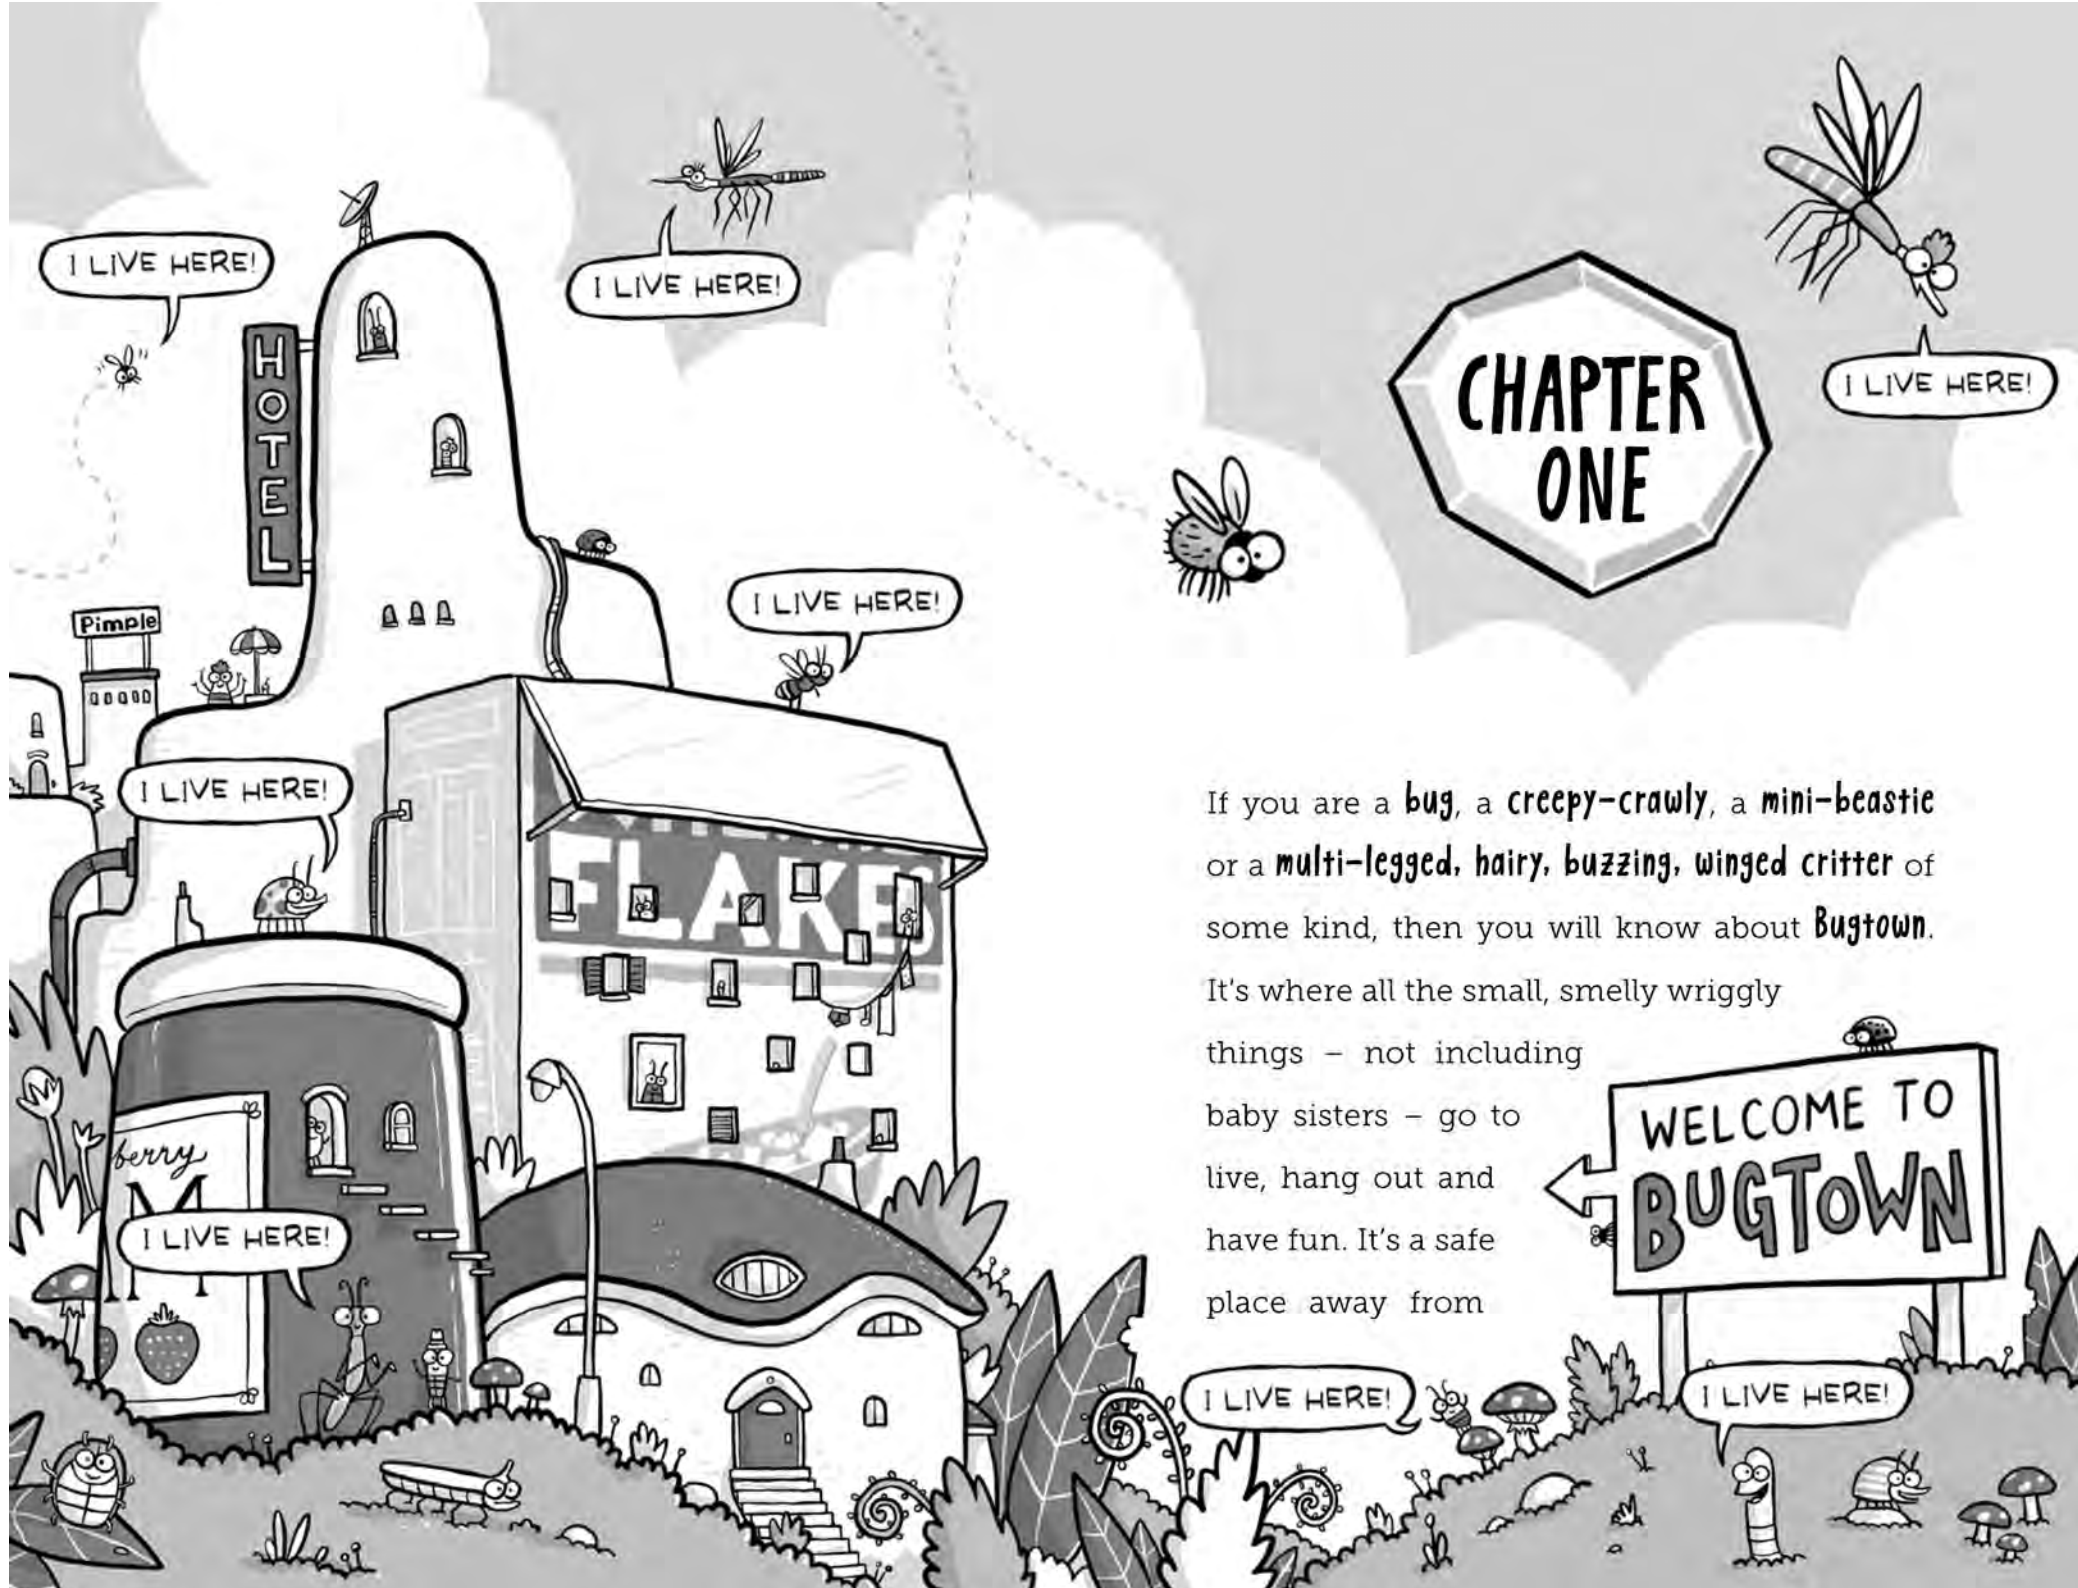 I LIVE HERE!
I LIVE HERE!
HOTEL
Pimple
I LIVE HERE!
I LIVE HERE!
FLAKES
berry
M
I LIVE HERE!
CHAPTER
ONE
I LIVE HERE!
If you are a bug, a creepy-crawly, a mini-beastie
or a multi-legged, hairy, buzzing, winged critter of
some kind, then you will know about Bugtown.
It's where all the small, smelly wriggly
things – not including
baby sisters – go to
live, hang out and
have fun. It's a safe
place away from
WELCOME TO
BUGTOWN
I LIVE HERE!
I LIVE HERE!